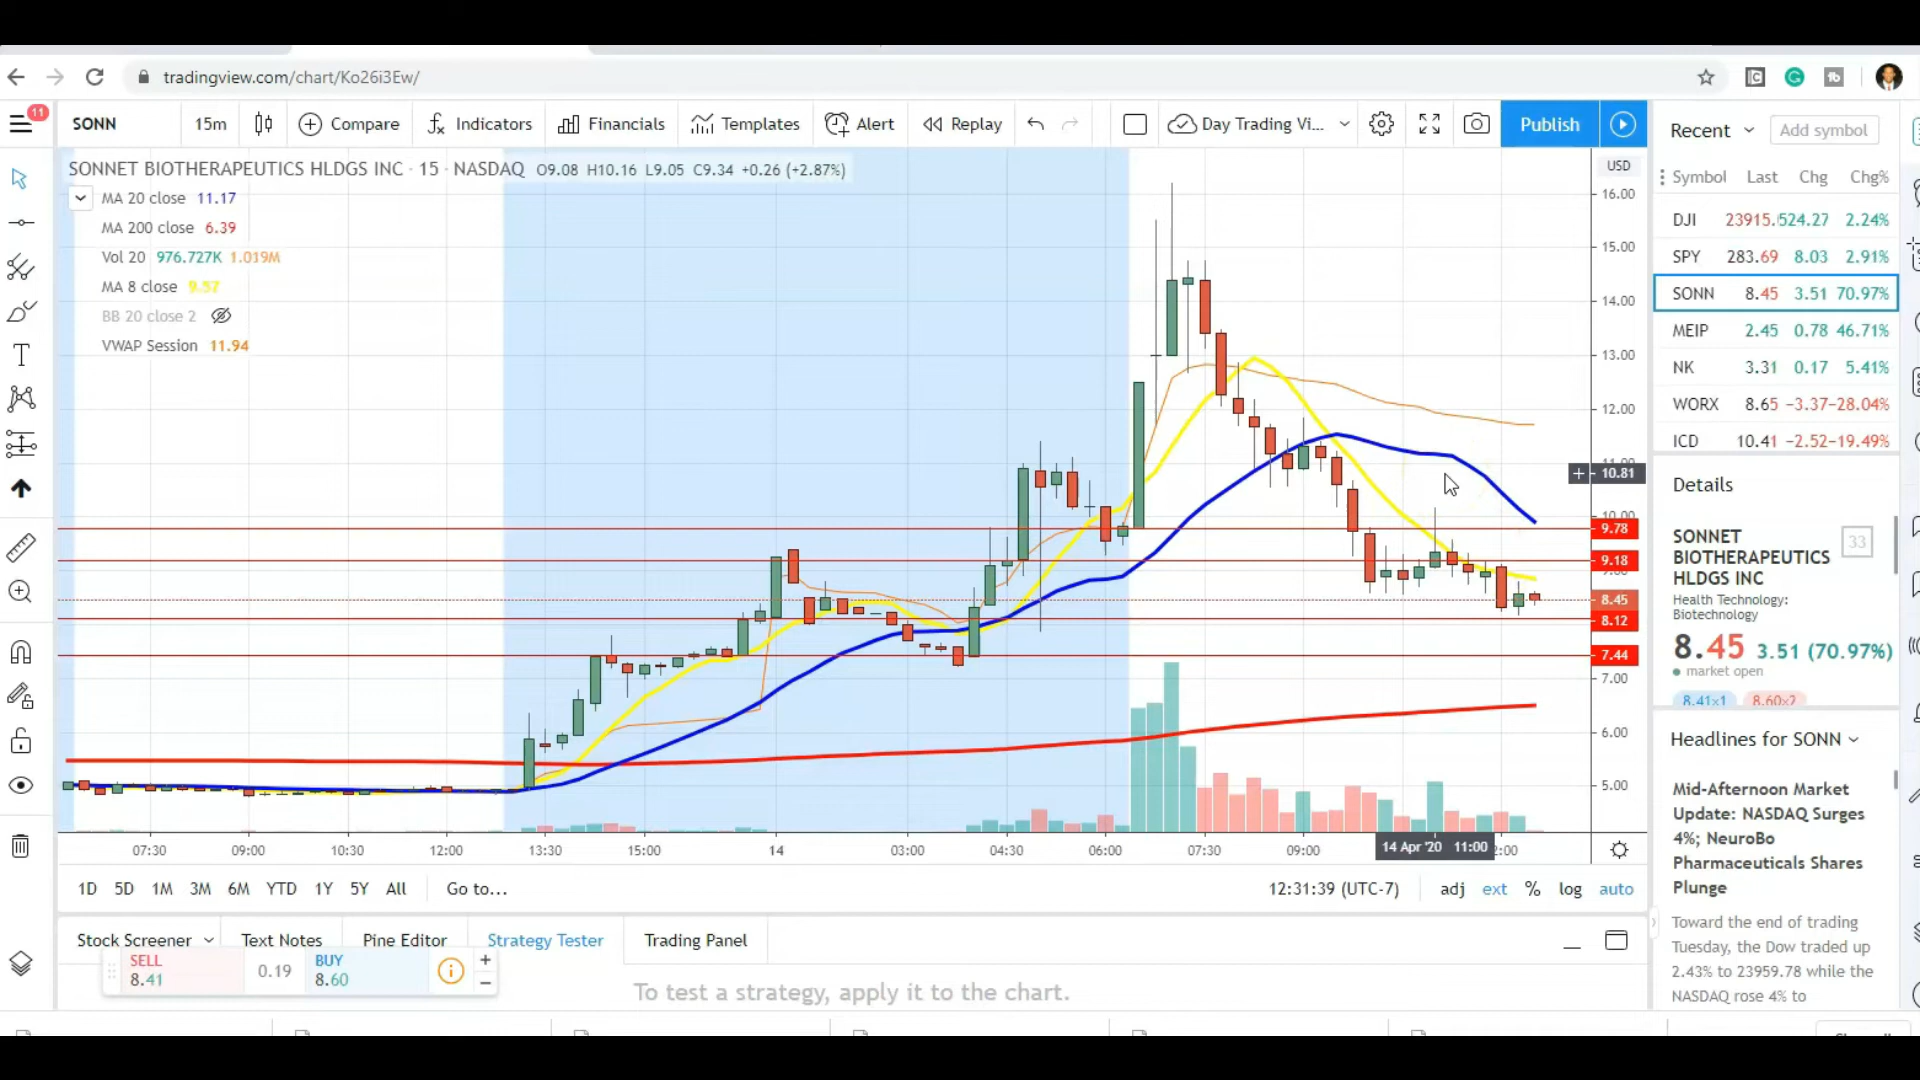 tradingview.com/chart/Ko26i3Ew/
11
SONN 15m Compare Indicators Financials Templates Alert Replay Day Trading Vi... Publish
SONNET BIOTHERAPEUTICS HLDGS INC · 15 · NASDAQ O9.08 H10.16 L9.05 C9.34 +0.26 (+2.87%)
MA 20 close 11.17
MA 200 close 6.39
Vol 20 976.727K 1.019M
MA 8 close 9.57
BB 20 close 2
VWAP Session 11.94
USD
16.00
15.00
14.00
13.00
12.00
10.81
10.00
9.78
9.18
8.45
8.12
7.44
7.00
6.00
5.00
07:30 09:00 10:30 12:00 13:30 15:00 14 03:00 04:30 06:00 07:30 09:00 14 Apr '20 11:00 2:00
1D 5D 1M 3M 6M YTD 1Y 5Y All Go to... 12:31:39 (UTC-7) adj ext % log auto
Stock Screener Text Notes Pine Editor Strategy Tester Trading Panel
SELL
8.41
0.19
BUY
8.60
To test a strategy, apply it to the chart.
Recent Add symbol
Symbol Last Chg Chg%
DJI 23915. 524.27 2.24%
SPY 283.69 8.03 2.91%
SONN 8.45 3.51 70.97%
MEIP 2.45 0.78 46.71%
NK 3.31 0.17 5.41%
WORX 8.65 -3.37 -28.04%
ICD 10.41 -2.52 -19.49%
Details
SONNET
BIOTHERAPEUTICS
HLDGS INC
33
Health Technology:
Biotechnology
8.45 3.51 (70.97%)
market open
8.41×1 8.60×2
Headlines for SONN
Mid-Afternoon Market
Update: NASDAQ Surges
4%; NeuroBo
Pharmaceuticals Shares
Plunge
Toward the end of trading
Tuesday, the Dow traded up
2.43% to 23959.78 while the
NASDAQ rose 4% to